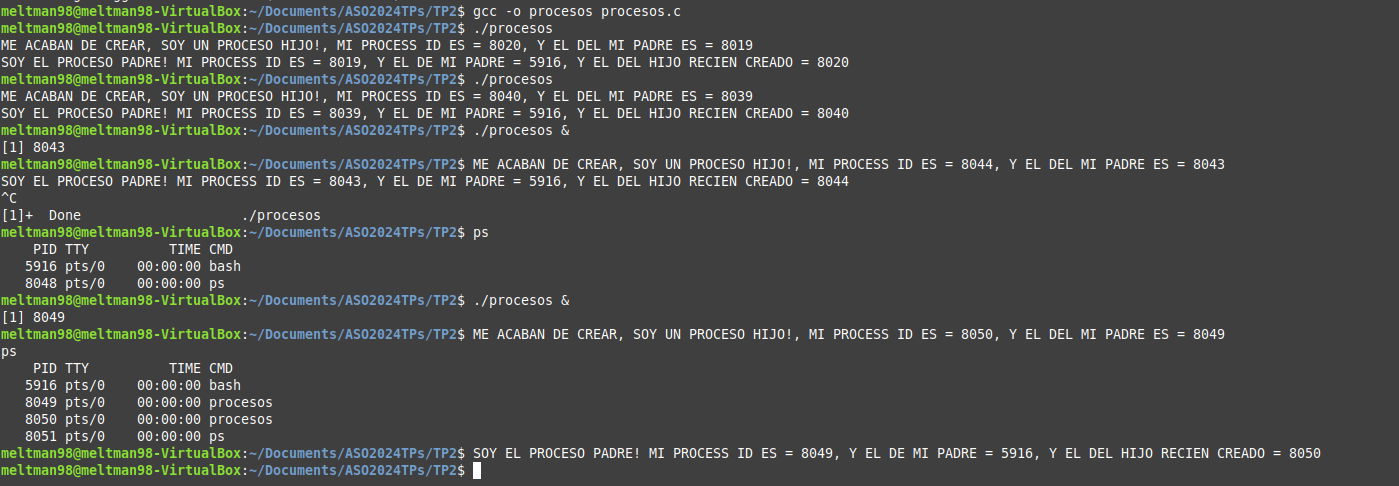 meltman98@meltman98-VirtualBox:~/Documents/ASO2024TPs/TP2$ gcc -o procesos procesos.c
meltman98@meltman98-VirtualBox:~/Documents/ASO2024TPs/TP2$ ./procesos
ME ACABAN DE CREAR, SOY UN PROCESO HIJO!, MI PROCESS ID ES = 8020, Y EL DEL MI PADRE ES = 8019
SOY EL PROCESO PADRE! MI PROCESS ID ES = 8019, Y EL DE MI PADRE = 5916, Y EL DEL HIJO RECIEN CREADO = 8020
meltman98@meltman98-VirtualBox:~/Documents/ASO2024TPs/TP2$ ./procesos
ME ACABAN DE CREAR, SOY UN PROCESO HIJO!, MI PROCESS ID ES = 8040, Y EL DEL MI PADRE ES = 8039
SOY EL PROCESO PADRE! MI PROCESS ID ES = 8039, Y EL DE MI PADRE = 5916, Y EL DEL HIJO RECIEN CREADO = 8040
meltman98@meltman98-VirtualBox:~/Documents/ASO2024TPs/TP2$ ./procesos &
[1] 8043
meltman98@meltman98-VirtualBox:~/Documents/ASO2024TPs/TP2$ ME ACABAN DE CREAR, SOY UN PROCESO HIJO!, MI PROCESS ID ES = 8044, Y EL DEL MI PADRE ES = 8043
SOY EL PROCESO PADRE! MI PROCESS ID ES = 8043, Y EL DE MI PADRE = 5916, Y EL DEL HIJO RECIEN CREADO = 8044
^C
[1]+  Done                    ./procesos
meltman98@meltman98-VirtualBox:~/Documents/ASO2024TPs/TP2$ ps
    PID TTY          TIME CMD
   5916 pts/0    00:00:00 bash
   8048 pts/0    00:00:00 ps
meltman98@meltman98-VirtualBox:~/Documents/ASO2024TPs/TP2$ ./procesos &
[1] 8049
meltman98@meltman98-VirtualBox:~/Documents/ASO2024TPs/TP2$ ME ACABAN DE CREAR, SOY UN PROCESO HIJO!, MI PROCESS ID ES = 8050, Y EL DEL MI PADRE ES = 8049
ps
    PID TTY          TIME CMD
   5916 pts/0    00:00:00 bash
   8049 pts/0    00:00:00 procesos
   8050 pts/0    00:00:00 procesos
   8051 pts/0    00:00:00 ps
meltman98@meltman98-VirtualBox:~/Documents/ASO2024TPs/TP2$ SOY EL PROCESO PADRE! MI PROCESS ID ES = 8049, Y EL DE MI PADRE = 5916, Y EL DEL HIJO RECIEN CREADO = 8050
meltman98@meltman98-VirtualBox:~/Documents/ASO2024TPs/TP2$